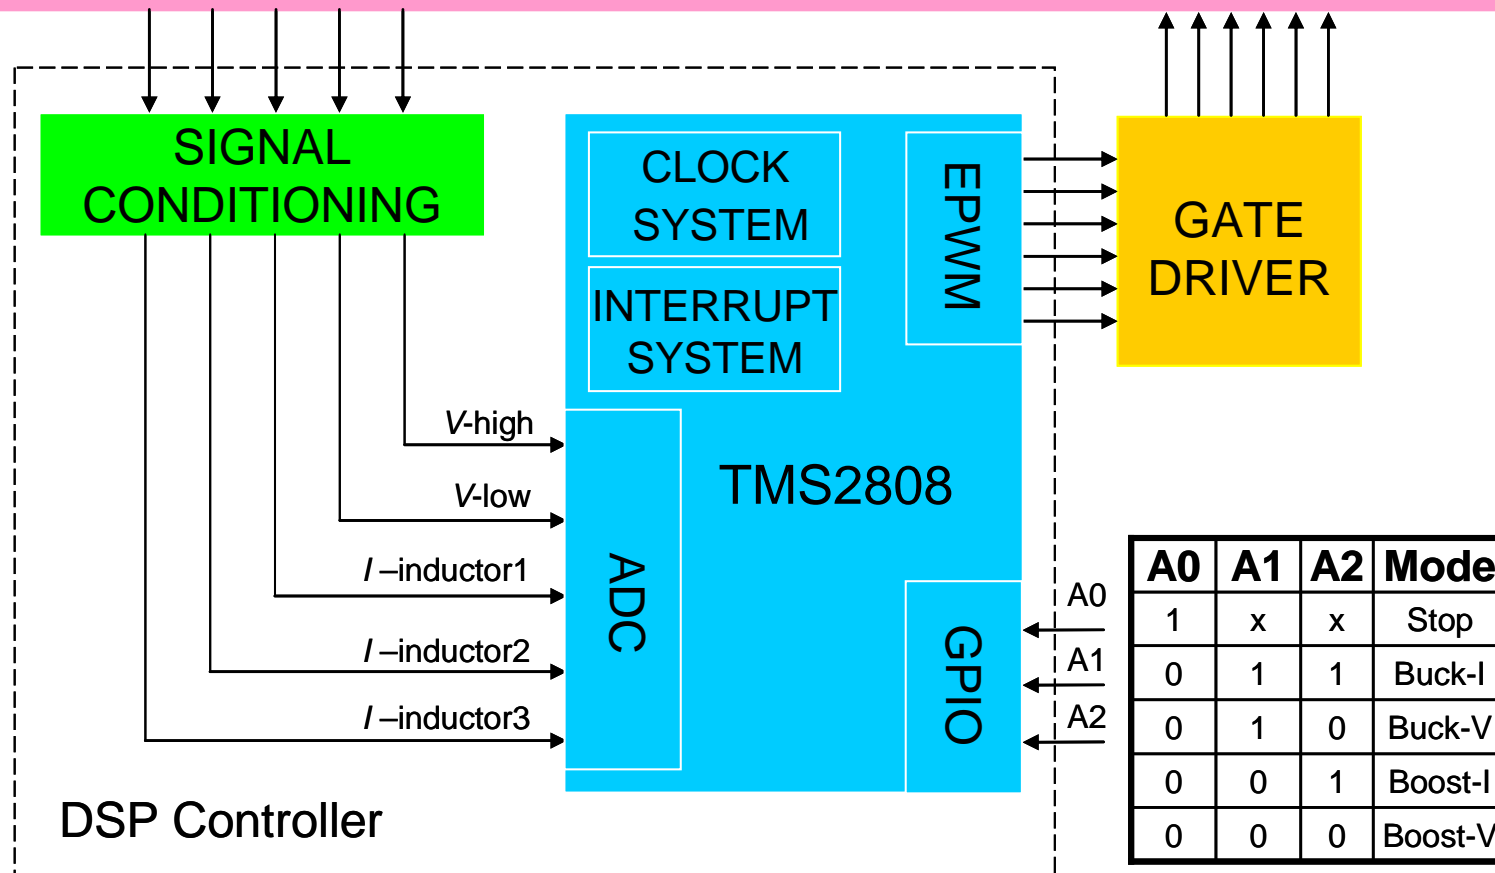 SIGNAL
CONDITIONING
CLOCK
SYSTEM
INTERRUPT
SYSTEM
EPWM
GATE
DRIVER
V-high
V-low
I –inductor1
I –inductor2
I –inductor3
ADC
TMS2808
GPIO
A0
A1
A2
DSP Controller
A0 A1 A2 Mode
1 x x Stop
0 1 1 Buck-I
0 1 0 Buck-V
0 0 1 Boost-I
0 0 0 Boost-V